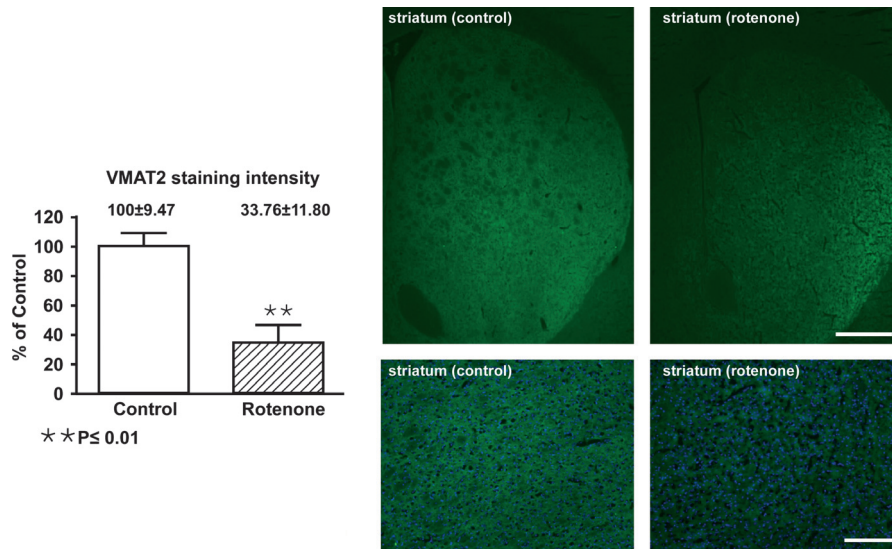 VMAT2 staining intensity
100±9.47 33.76±11.80
% of Control
120
100
80
60
40
20
0
**
Control Rotenone
**P≤ 0.01
striatum (control)
striatum (rotenone)
striatum (control)
striatum (rotenone)